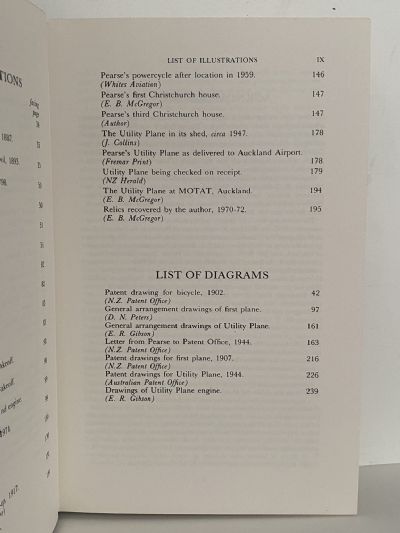 TIONS
facing
page
1887.
LIST OF ILLUSTRATIONS IX
Pearse's powercycle after location in 1959. 146
(Whites Aviation)
Pearse's first Christchurch house. 147
(E. B. McGregor)
Pearse's third Christchurch house. 147
(Author)
The Utility Plane in its shed, circa 1947. 178
(J. Collins)
Pearse's Utility Plane as delivered to Auckland Airport.
(Fremar Print) 178
Utility Plane being checked on receipt. 179
(NZ Herald)
The Utility Plane at MOTAT, Auckland. 194
(E. B. McGregor)
Relics recovered by the author, 1970-72. 195
(E. B. McGregor)
LIST OF DIAGRAMS
Patent drawing for bicycle, 1902. 42
(N.Z. Patent Office)
General arrangement drawings of first plane. 97
(D. N. Peters)
General arrangement drawings of Utility Plane. 161
(E. R. Gibson)
Letter from Pearse to Patent Office, 1944. 163
(N.Z. Patent Office)
Patent drawings for first plane, 1907. 216
(N.Z. Patent Office)
Patent drawings for Utility Plane, 1944. 226
(Australian Patent Office)
Drawings of Utility Plane engine. 239
(E. R. Gibson)